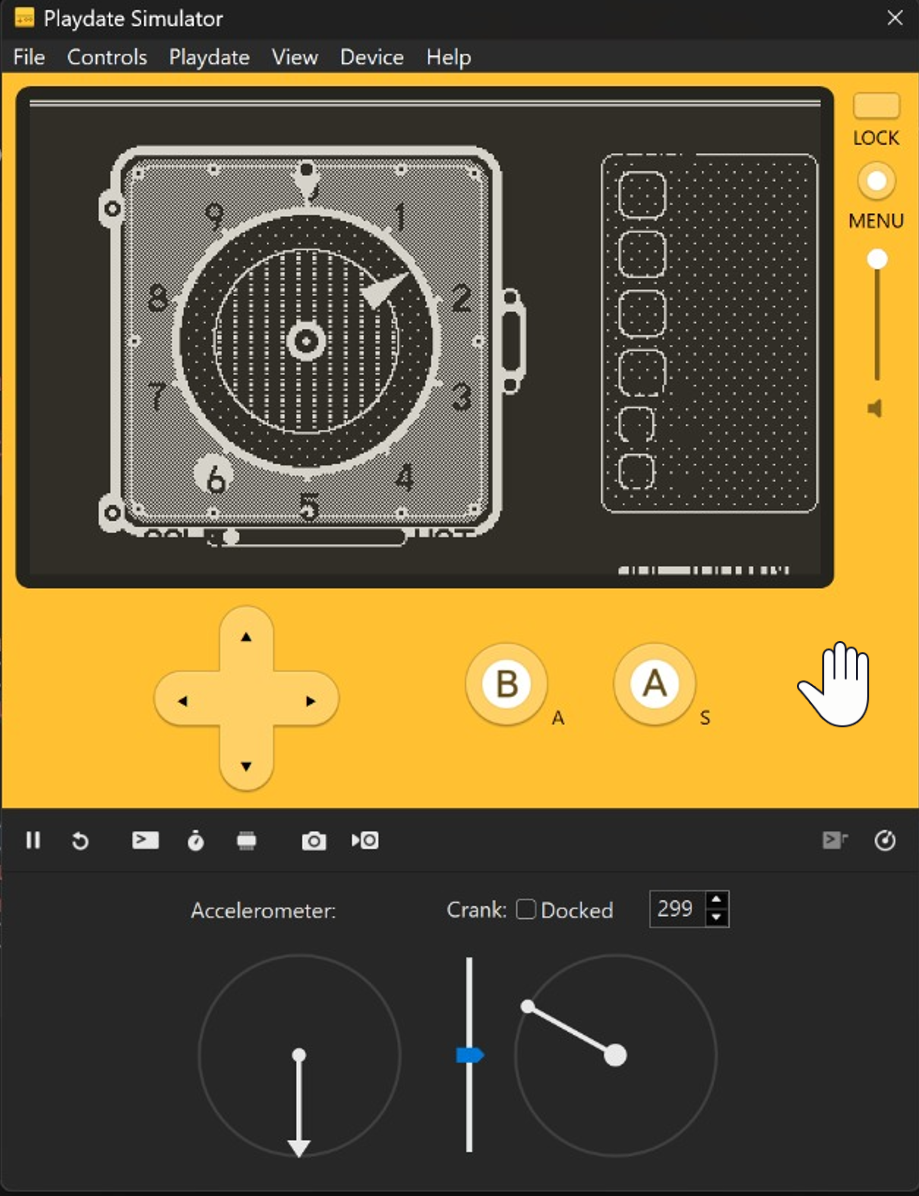 Playdate Simulator
File Controls Playdate View Device Help
LOCK
MENU
9 1
8 2
7 3
6 4
5
B A
A S
Accelerometer:
Crank: Docked 299